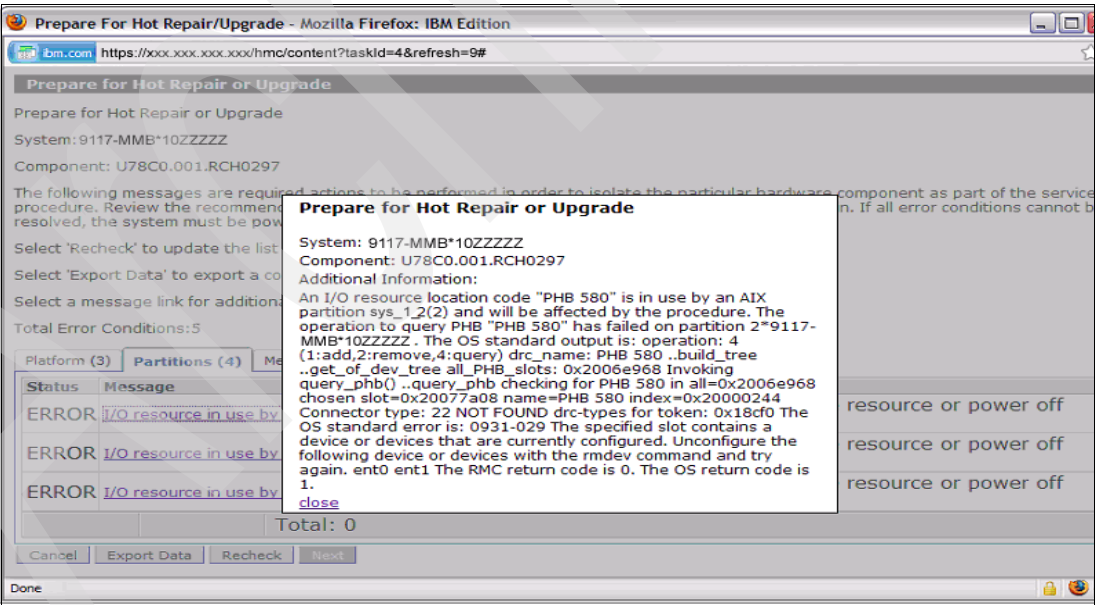 Prepare For Hot Repair/Upgrade - Mozilla Firefox: IBM Edition
ibm.com https://xxx.xxx.xxx.xxx/hmc/content?taskId=4&refresh=9#
Prepare for Hot Repair or Upgrade
Prepare for Hot Repair or Upgrade
System:9117-MMB*10ZZZZZ
Component: U78C0.001.RCH0297
The following messages are required actions to be performed in order to isolate the particular hardware component as part of the service
procedure. Review the recommen n. If all error conditions cannot b
resolved, the system must be pow
Select 'Recheck' to update the list
Select 'Export Data' to export a co
Select a message link for additiona
Total Error Conditions:5
Platform (3) Partitions (4) Me
Status Message
ERROR I/O resource in use by resource or power off
ERROR I/O resource in use by resource or power off
ERROR I/O resource in use by resource or power off
Total: 0
Cancel Export Data Recheck Next
Done
Prepare for Hot Repair or Upgrade
System: 9117-MMB*10ZZZZZ
Component: U78C0.001.RCH0297
Additional Information:
An I/O resource location code "PHB 580" is in use by an AIX
partition sys_1_2(2) and will be affected by the procedure. The
operation to query PHB "PHB 580" has failed on partition 2*9117-
MMB*10ZZZZZ . The OS standard output is: operation: 4
(1:add,2:remove,4:query) drc_name: PHB 580 ..build_tree
..get_of_dev_tree all_PHB_slots: 0x2006e968 Invoking
query_phb() ..query_phb checking for PHB 580 in all=0x2006e968
chosen slot=0x20077a08 name=PHB 580 index=0x20000244
Connector type: 22 NOT FOUND drc-types for token: 0x18cf0 The
OS standard error is: 0931-029 The specified slot contains a
device or devices that are currently configured. Unconfigure the
following device or devices with the rmdev command and try
again. ent0 ent1 The RMC return code is 0. The OS return code is
1.
close